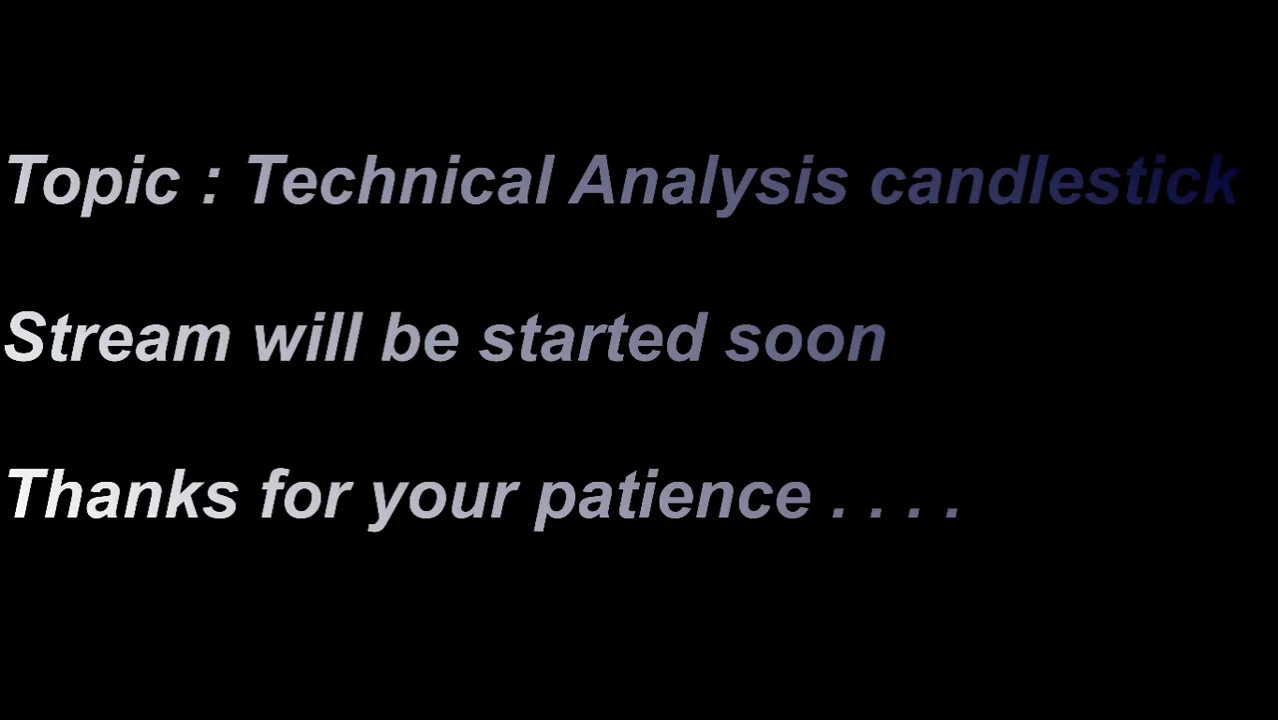 Topic : Technical Analysis candlestick
Stream will be started soon
Thanks for your patience . . . .